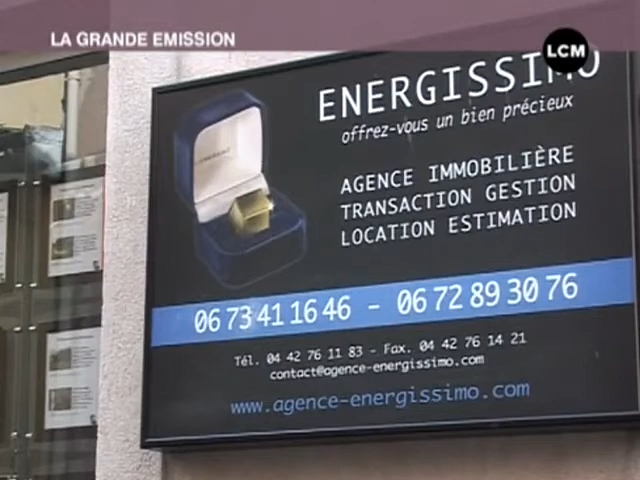 LA GRANDE EMISSION
LCM
ENERGISSIMO
offrez-vous un bien précieux
AGENCE IMMOBILIÈRE
TRANSACTION GESTION
LOCATION ESTIMATION
06 73 41 16 46 - 06 72 89 30 76
Tél. 04 42 76 11 83 - Fax. 04 42 76 14 21
contact@agence-energissimo.com
www.agence-energissimo.com